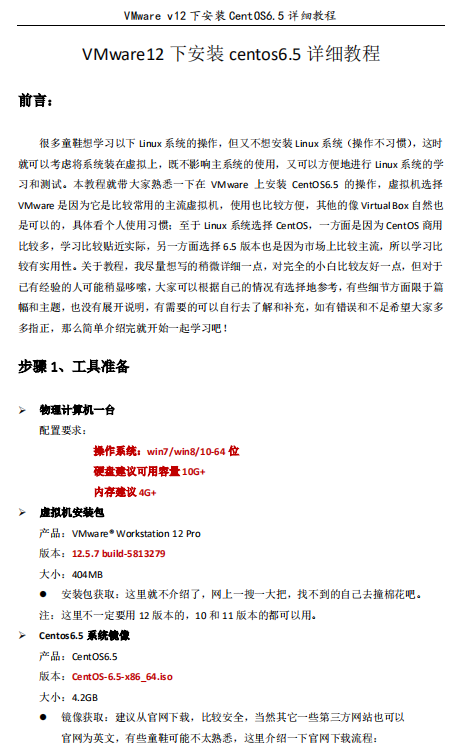 VMware v12下安装CentOS6.5详细教程
VMware12 下安装 centos6.5 详细教程
前言：
很多童鞋想学习以下 Linux 系统的操作，但又不想安装 Linux 系统（操作不习惯），这时
就可以考虑将系统装在虚拟上，既不影响主系统的使用，又可以方便地进行 Linux 系统的学
习和测试。本教程就带大家熟悉一下在 VMware 上安装 CentOS6.5 的操作，虚拟机选择
VMware 是因为它是比较常用的主流虚拟机，使用也比较方便，其他的像 Virtual Box 自然也
是可以的，具体看个人使用习惯；至于 Linux 系统选择 CentOS，一方面是因为 CentOS 商用
比较多，学习比较贴近实际，另一方面选择 6.5 版本也是因为市场上比较主流，所以学习比
较有实用性。关于教程，我尽量想写的稍微详细一点，对完全的小白比较友好一点，但对于
已有经验的人可能稍显哆嗦，大家可以根据自己的情况有选择地参考，有些细节方面限于篇
幅和主题，也没有展开说明，有需要的可以自行去了解和补充，如有错误和不足希望大家多
多指正，那么简单介绍完就开始一起学习吧！
步骤 1、工具准备
➢ 物理计算机一台
配置要求：
操作系统：win7/win8/10-64 位
硬盘建议可用容量 10G+
内存建议 4G+
➢ 虚拟机安装包
产品：VMware® Workstation 12 Pro
版本：12.5.7 build-5813279
大小：404MB
● 安装包获取：这里就不介绍了，网上一搜一大把，找不到的自己去撞棉花吧。
注：这里不一定要用 12 版本的，10 和 11 版本的都可以用。
➢ Centos6.5 系统镜像
产品：CentOS6.5
版本：CentOS-6.5-x86_64.iso
大小：4.2GB
● 镜像获取：建议从官网下载，比较安全，当然其它一些第三方网站也可以
官网为英文，有些童鞋可能不太熟悉，这里介绍一下官网下载流程：